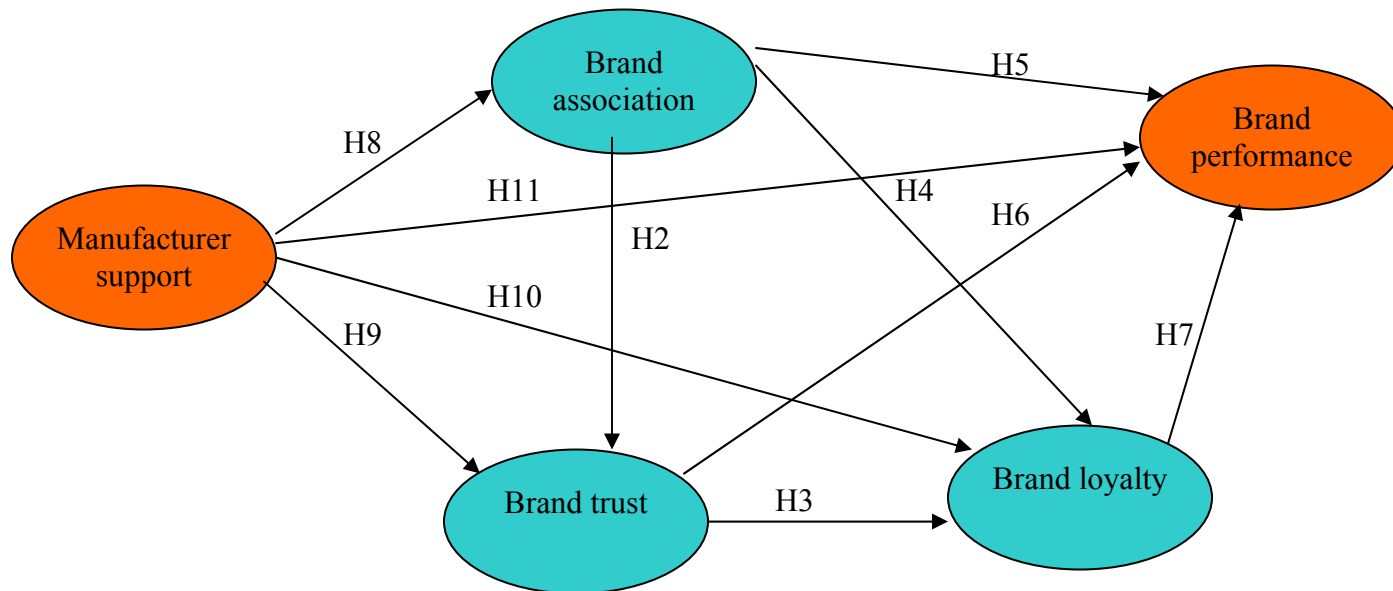 Brand
association
H5
Brand
performance
H8
H11
H4
H6
Manufacturer
support
H2
H10
H9
H7
Brand trust
H3
Brand loyalty